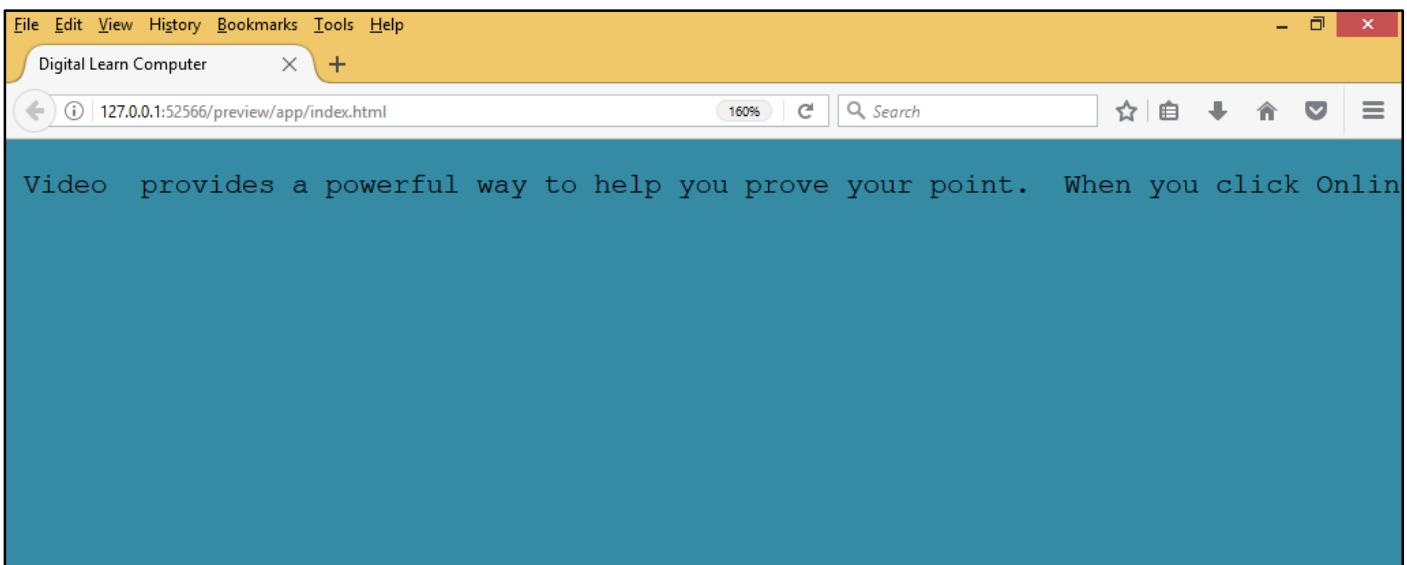 File Edit View History Bookmarks Tools Help
Digital Learn Computer
127.0.0.1:52566/preview/app/index.html 160% Search
Video  provides a powerful way to help you prove your point.  When you click Onlin